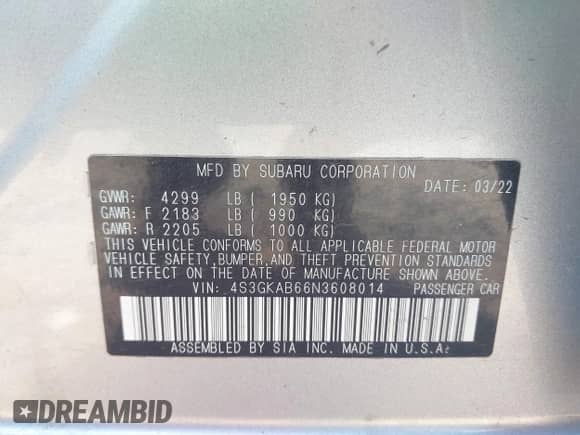 MFD BY SUBARU CORPORATION
DATE: 03/22
GVWR: 4299 LB ( 1950 KG)
GAWR: F 2183 LB ( 990 KG)
GAWR: R 2205 LB ( 1000 KG)
THIS VEHICLE CONFORMS TO ALL APPLICABLE FEDERAL MOTOR
VEHICLE SAFETY, BUMPER,AND THEFT PREVENTION STANDARDS
IN EFFECT ON THE DATE OF MANUFACTURE SHOWN ABOVE.
VIN: 4S3GKAB66N3608014 PASSENGER CAR
ASSEMBLED BY SIA INC. MADE IN U.S.A.
DREAMBID